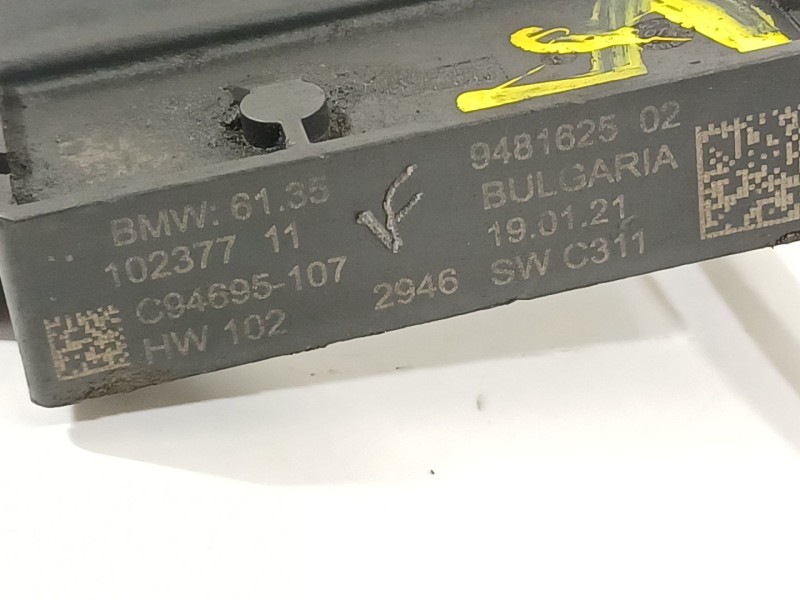 BMW: 61.35 9481625 02
102377 11 BULGARIA
C94695-107 19.01.21
HW 102 2946 SW C311